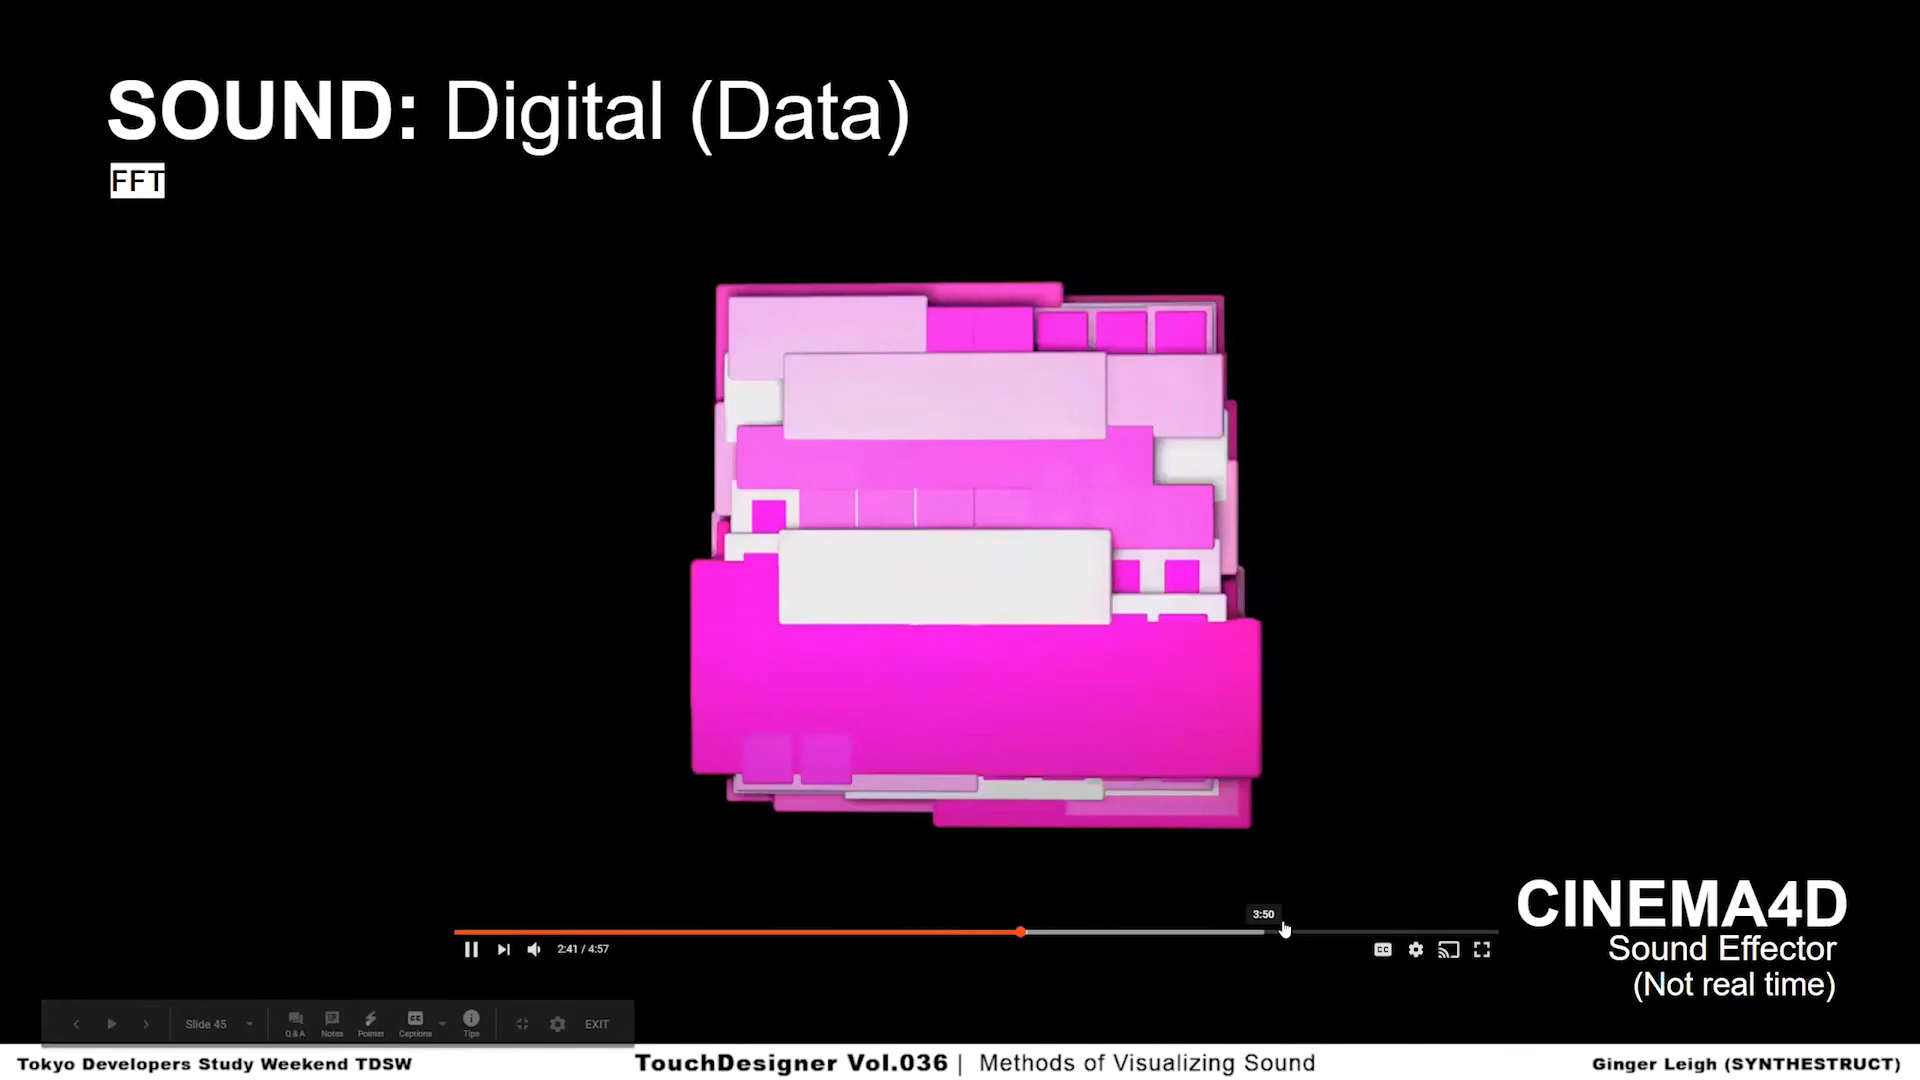 SOUND: Digital (Data)
FFT
3:50
2:41 / 4:57
CC
CINEMA4D
Sound Effector
(Not real time)
Slide 45
Q&A
Notes
Pointer
CC
Captions
Tips
EXIT
Tokyo Developers Study Weekend TDSW
TouchDesigner Vol.036 | Methods of Visualizing Sound
Ginger Leigh (SYNTHESTRUCT)